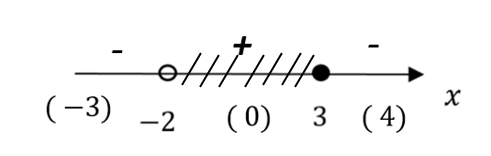 - + -
x
( −3) −2 ( 0) 3 ( 4)